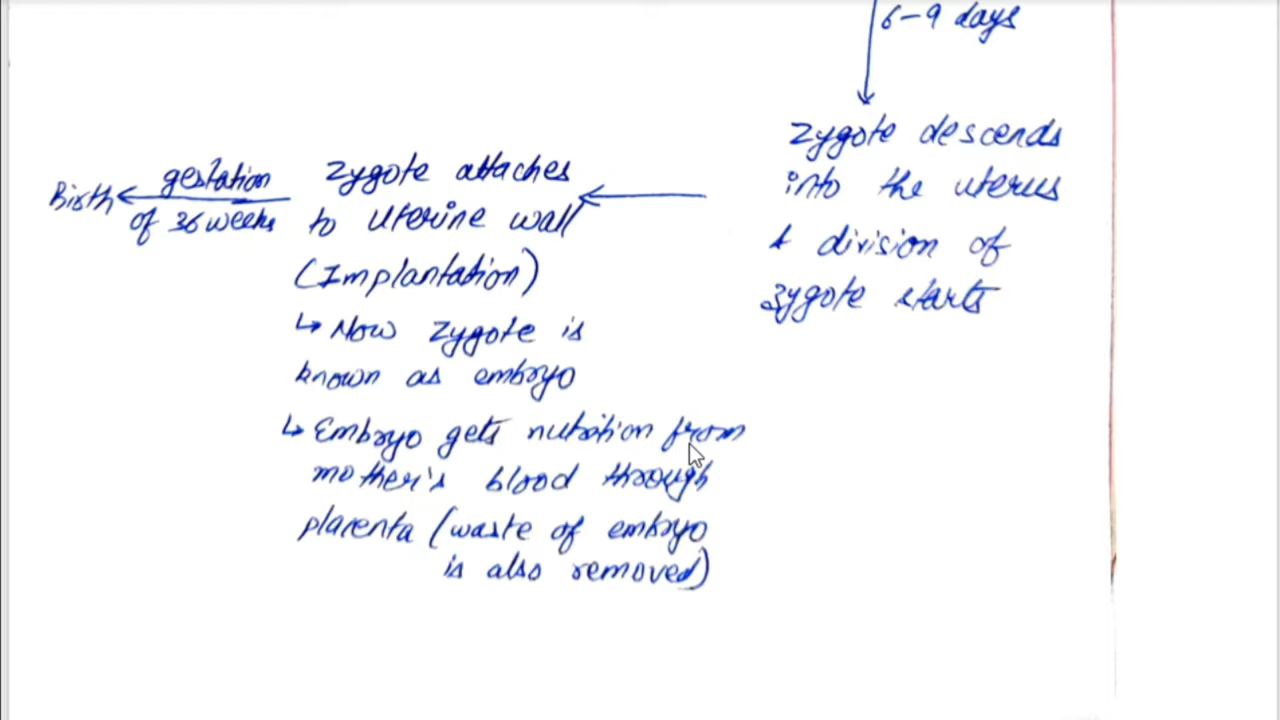 6-9 days
Zygote descends
into the uterus
& division of
zygote starts
Zygote attaches
to uterine wall
(Implantation)
↳ Now zygote is
known as embryo
↳ Embryo gets nutrition from
mother's blood through
placenta (waste of embryo
is also removed)
gestation
of 36 weeks
Birth